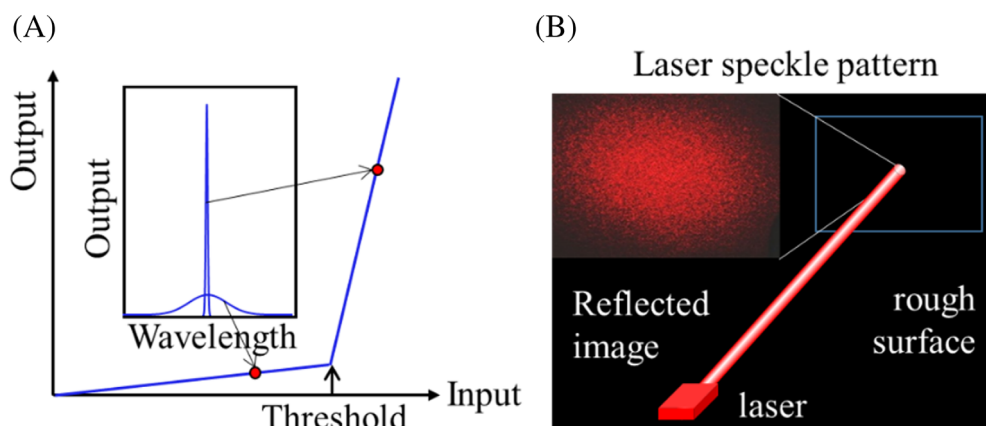 (A)
Output
Output
Wavelength
Input
Threshold
(B)
Laser speckle pattern
Reflected
image
rough
surface
laser